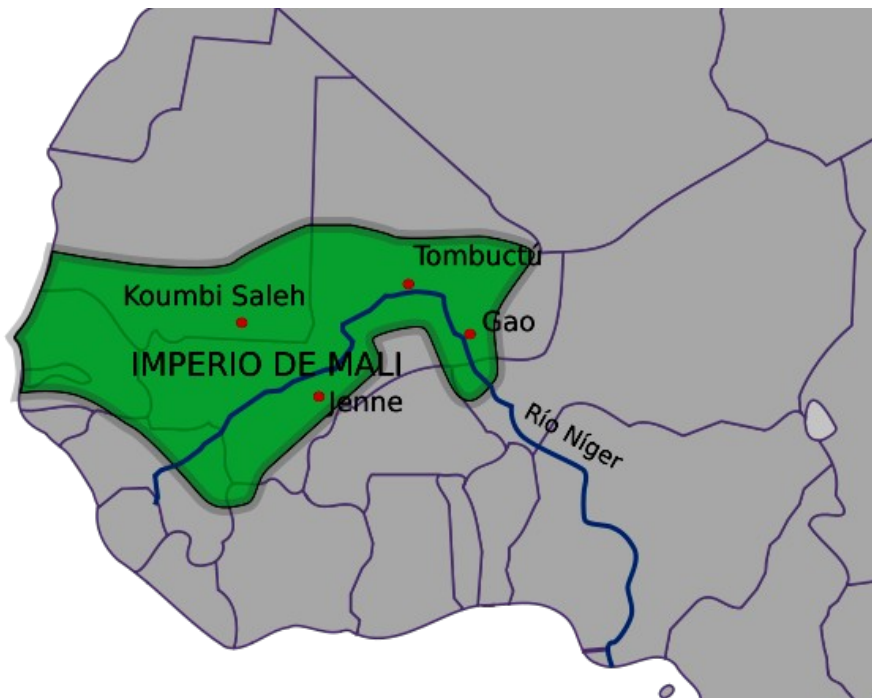 Tombuctú
Koumbi Saleh
Gao
IMPERIO DE MALI
Jenne
Río Níger